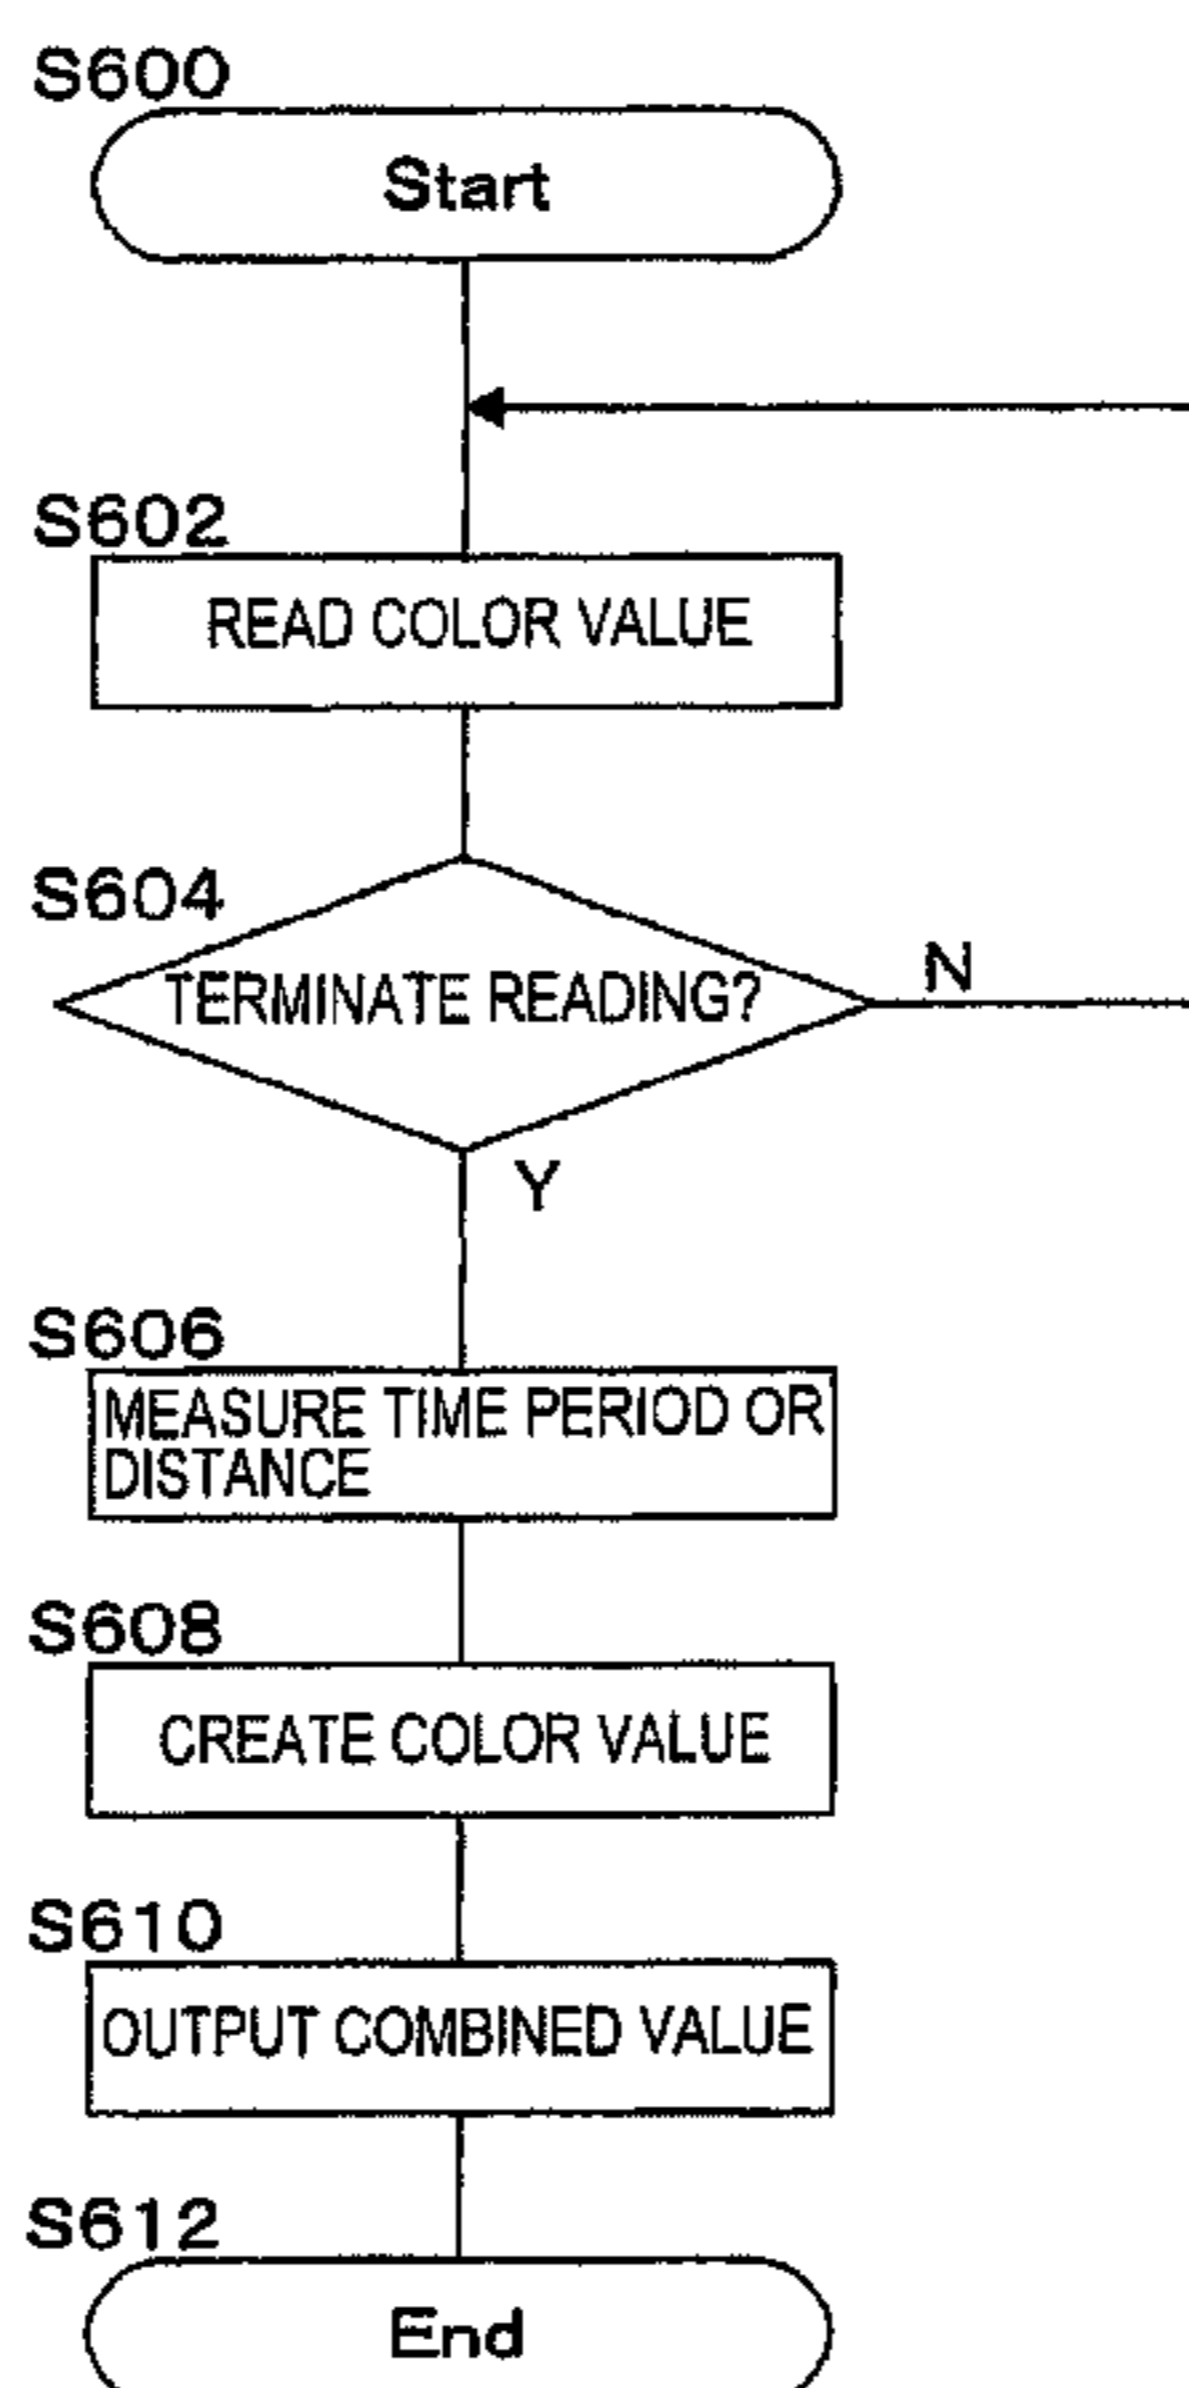 S600
Start
S602
READ COLOR VALUE
S604
TERMINATE READING?
N
Y
S606
MEASURE TIME PERIOD OR
DISTANCE
S608
CREATE COLOR VALUE
S610
OUTPUT COMBINED VALUE
S612
End